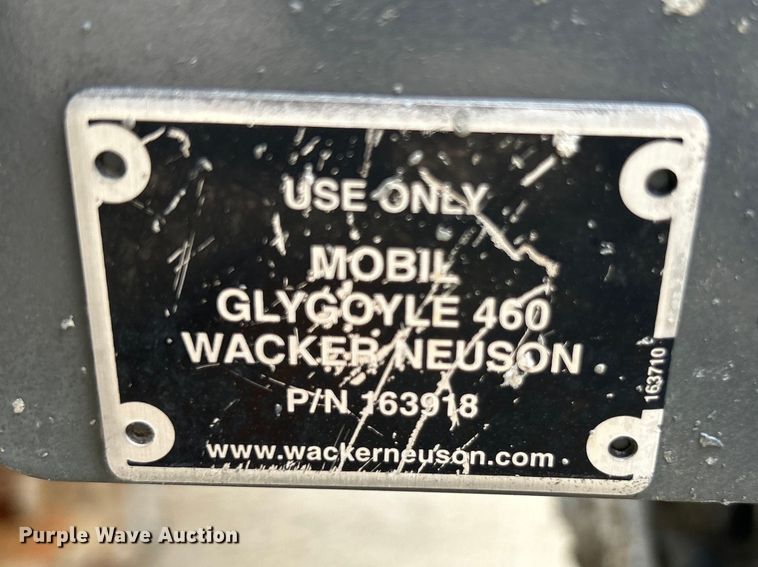 USE ONLY
MOBIL
GLYGOYLE 460
WACKER NEUSON
P/N 163918
www.wackerneuson.com
163710
Purple Wave Auction